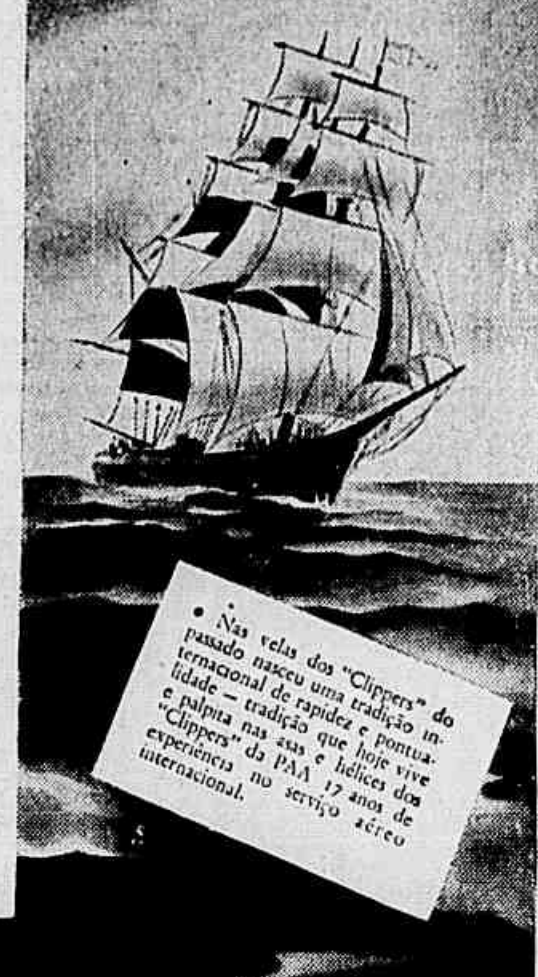 • Nas velas dos "Clippers" do
passado nasceu uma tradição in-
ternacional de rapidez e pontua-
lidade — tradição que hoje vive
e palpita nas asas e hélices dos
"Clippers" da PAA 17 anos de
experiência no serviço aéreo
internacional.